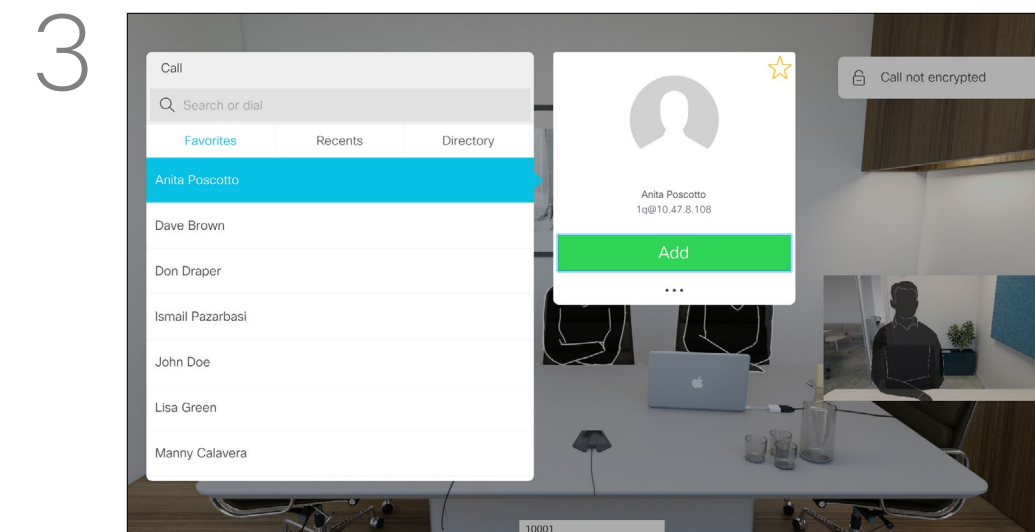 3
Call
Search or dial
Favorites Recents Directory
Anita Poscotto
Dave Brown
Don Draper
Ismail Pazarbasi
John Doe
Lisa Green
Manny Calavera
Anita Poscotto
1q@10.47.8.108
Add
...
Call not encrypted
10001